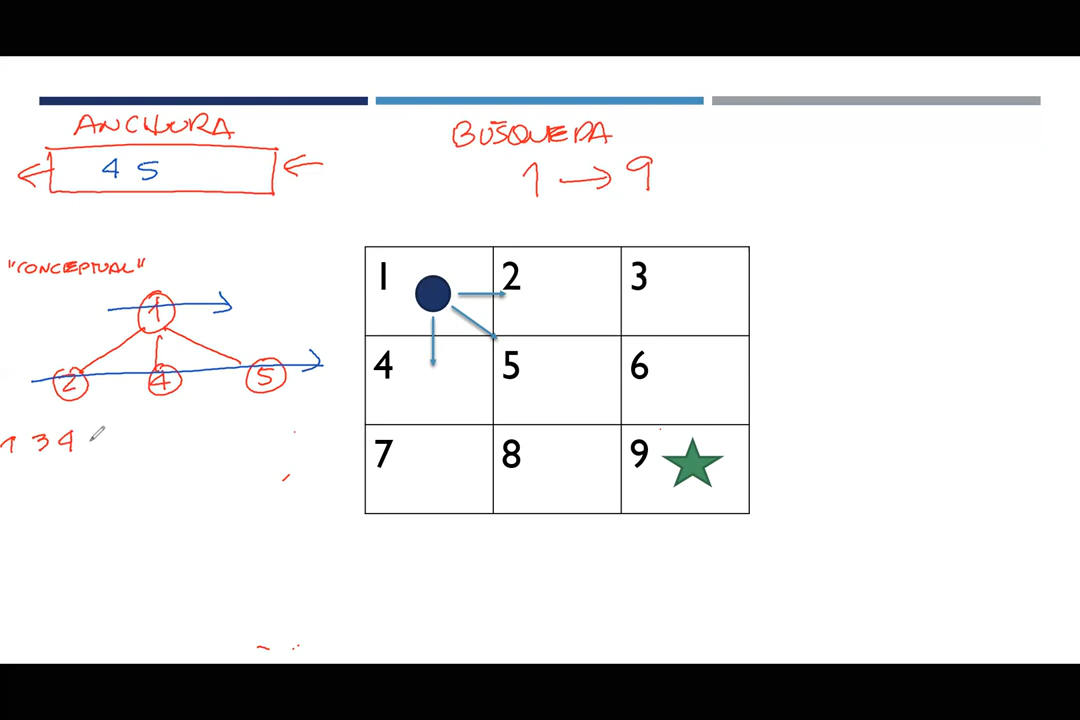 ANCHURA
4 5
BÚSQUEDA
1 → 9
"CONCEPTUAL"
1
2 4 5
1 3 4
1 2 3
4 5 6
7 8 9